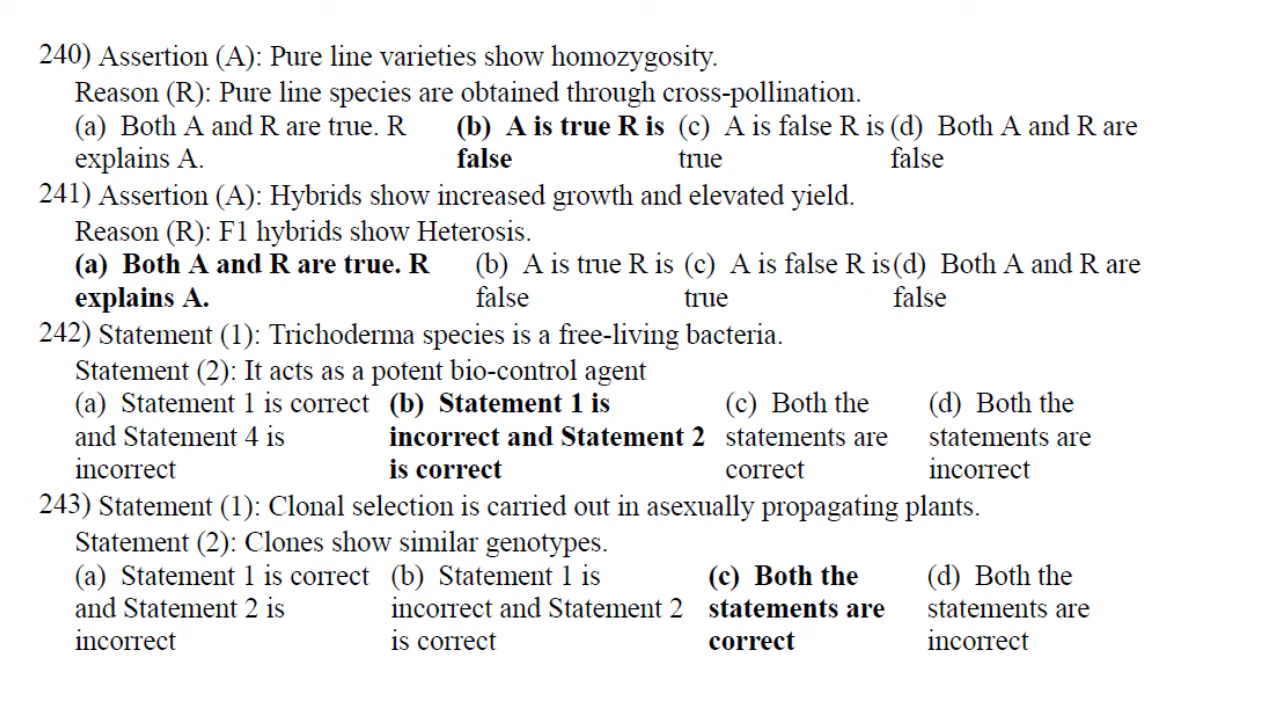 240) Assertion (A): Pure line varieties show homozygosity.
Reason (R): Pure line species are obtained through cross-pollination.
(a) Both A and R are true. R (b) A is true R is (c) A is false R is (d) Both A and R are
explains A. false true false
241) Assertion (A): Hybrids show increased growth and elevated yield.
Reason (R): F1 hybrids show Heterosis.
(a) Both A and R are true. R (b) A is true R is (c) A is false R is (d) Both A and R are
explains A. false true false
242) Statement (1): Trichoderma species is a free-living bacteria.
Statement (2): It acts as a potent bio-control agent
(a) Statement 1 is correct (b) Statement 1 is (c) Both the (d) Both the
and Statement 4 is incorrect and Statement 2 statements are statements are
incorrect is correct correct incorrect
243) Statement (1): Clonal selection is carried out in asexually propagating plants.
Statement (2): Clones show similar genotypes.
(a) Statement 1 is correct (b) Statement 1 is (c) Both the (d) Both the
and Statement 2 is incorrect and Statement 2 statements are statements are
incorrect is correct correct incorrect